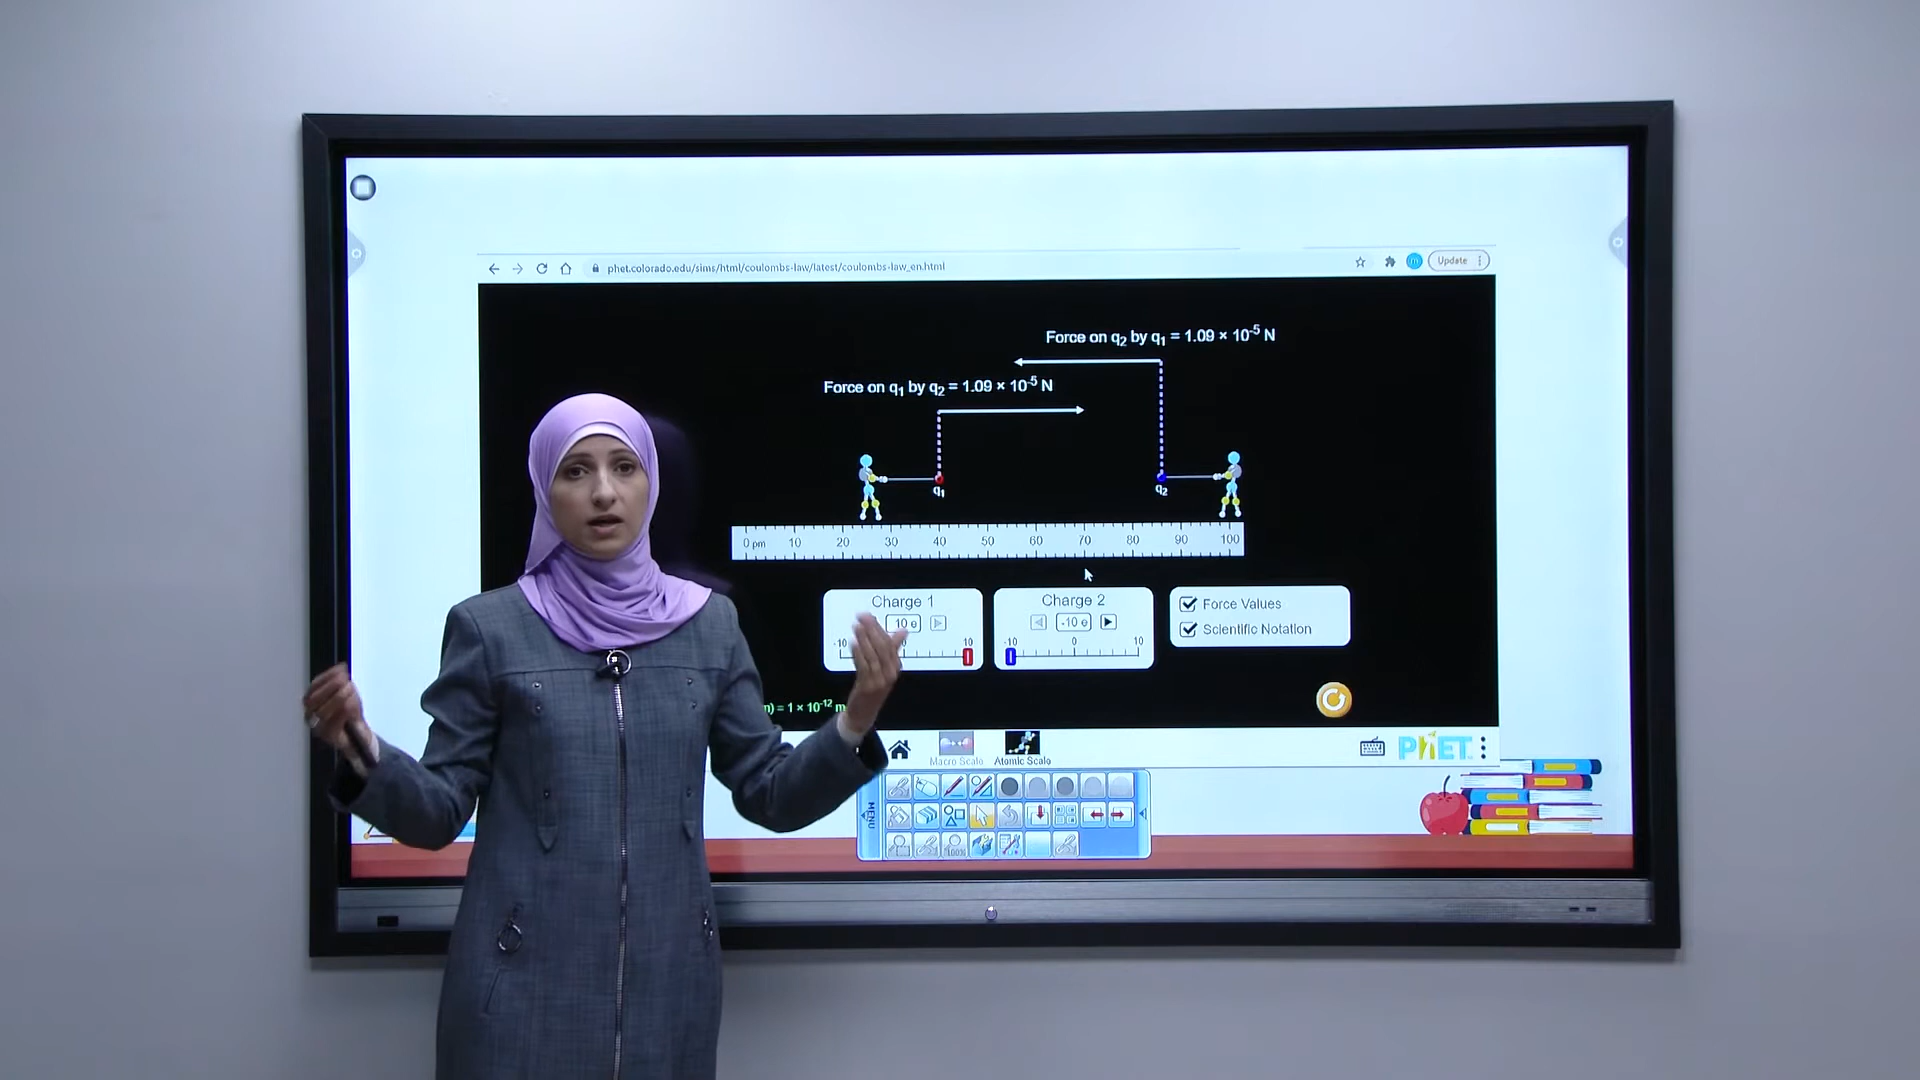 phet.colorado.edu/sims/html/coulombs-law/latest/coulombs-law_en.html
Update
Force on q₂ by q₁ = 1.09 × 10⁻⁵ N
Force on q₁ by q₂ = 1.09 × 10⁻⁵ N
q₁
q₂
0 pm 10 20 30 40 50 60 70 80 90 100
Charge 1
10 e
-10 10
Charge 2
-10 e
-10 0 10
Force Values
Scientific Notation
m) = 1 × 10⁻¹² m
Macro Scale
Atomic Scale
PhET
MENU
100%